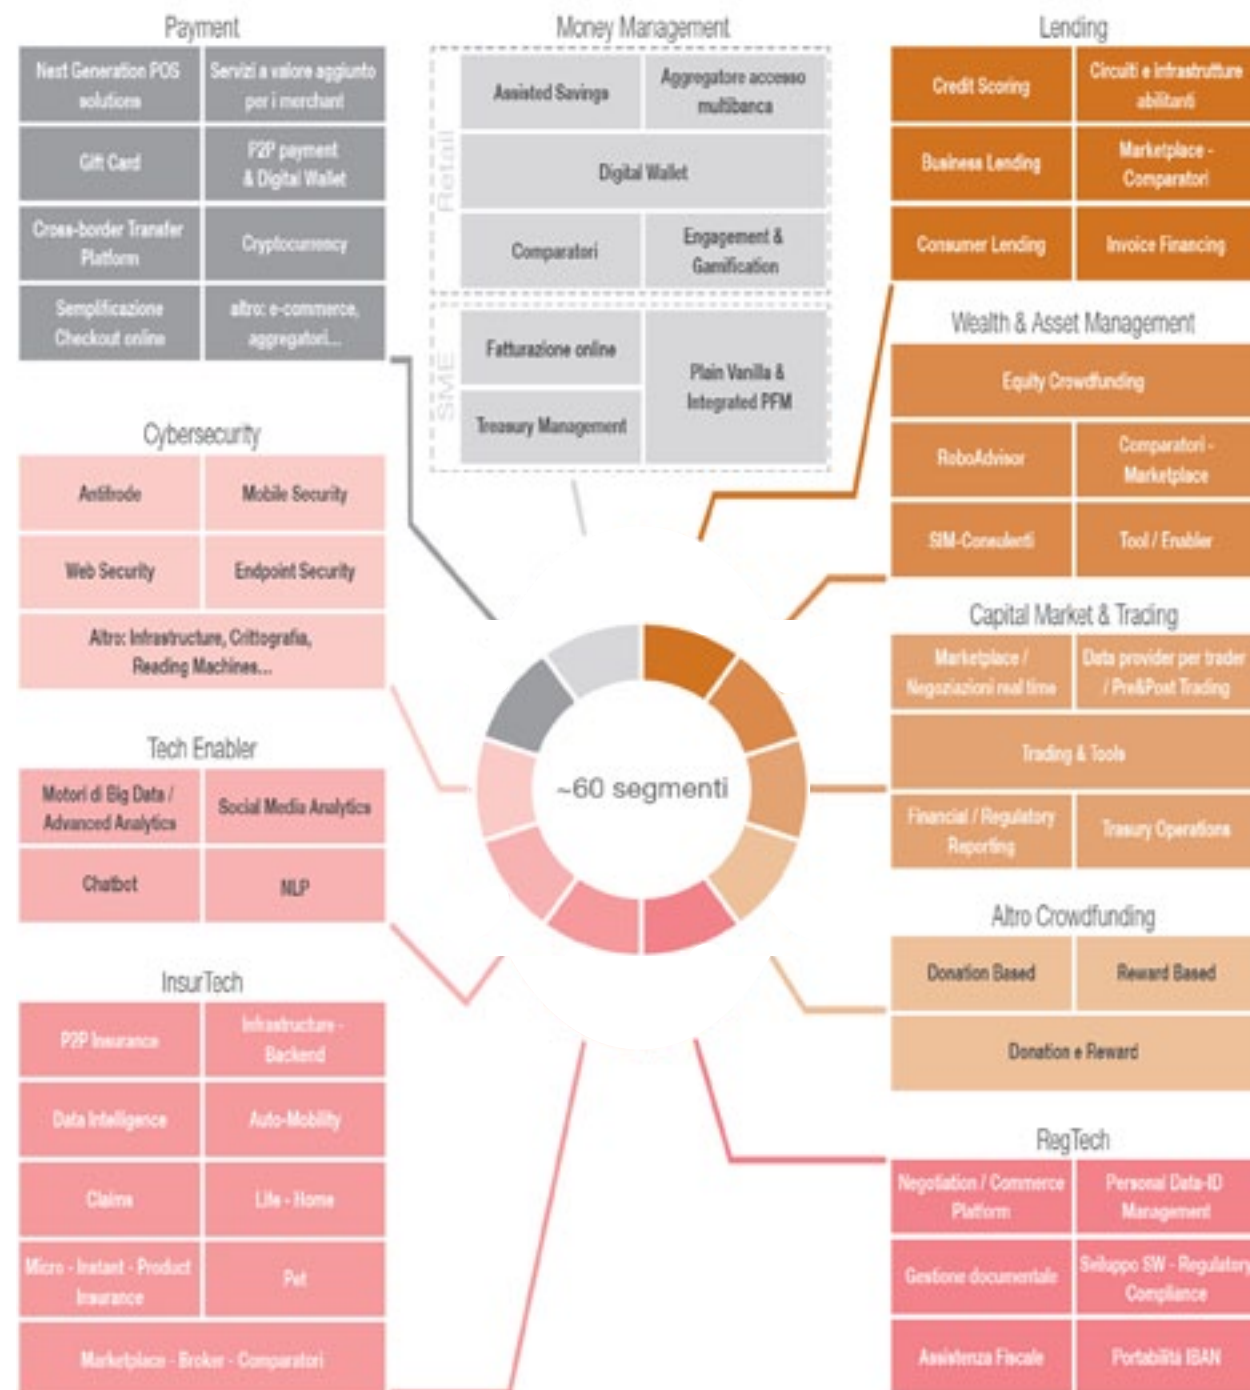 Payment
Next Generation POS
solutions
Servizi a valore aggiunto
per i merchant
Gift Card
P2P payment
& Digital Wallet
Cross-border Transfer
Platform
Cryptocurrency
Semplificazione
Checkout online
altro: e-commerce,
aggregatori...
Money Management
Retail
Assisted Savings
Aggregatore accesso
multibanca
Digital Wallet
Comparatori
Engagement &
Gamification
SME
Fatturazione online
Treasury Management
Plain Vanilla &
Integrated PFM
Lending
Credit Scoring
Circuiti e infrastrutture
abilitanti
Business Lending
Marketplace -
Comparatori
Consumer Lending
Invoice Financing
Wealth & Asset Management
Equity Crowdfunding
RoboAdvisor
Comparatori -
Marketplace
SIM-Consulenti
Tool / Enabler
Cybersecurity
Antifrode
Mobile Security
Web Security
Endpoint Security
Altro: Infrastructure, Crittografia,
Reading Machines...
Capital Market & Trading
Marketplace /
Negoziazioni real time
Data provider per trader
/ Pre&Post Trading
Trading & Tools
Financial / Regulatory
Reporting
Trasury Operations
~60 segmenti
Tech Enabler
Motori di Big Data /
Advanced Analytics
Social Media Analytics
Chatbot
NLP
Altro Crowdfunding
Donation Based
Reward Based
Donation e Reward
InsurTech
P2P Insurance
Infrastructure -
Backend
Data Intelligence
Auto-Mobility
Claims
Life - Home
Micro - Instant - Product
Insurance
Pet
Marketplace - Broker - Comparatori
RegTech
Negotiation / Commerce
Platform
Personal Data-ID
Management
Gestione documentale
Sviluppo SW - Regulatory
Compliance
Assistenza Fiscale
Portabilità IBAN